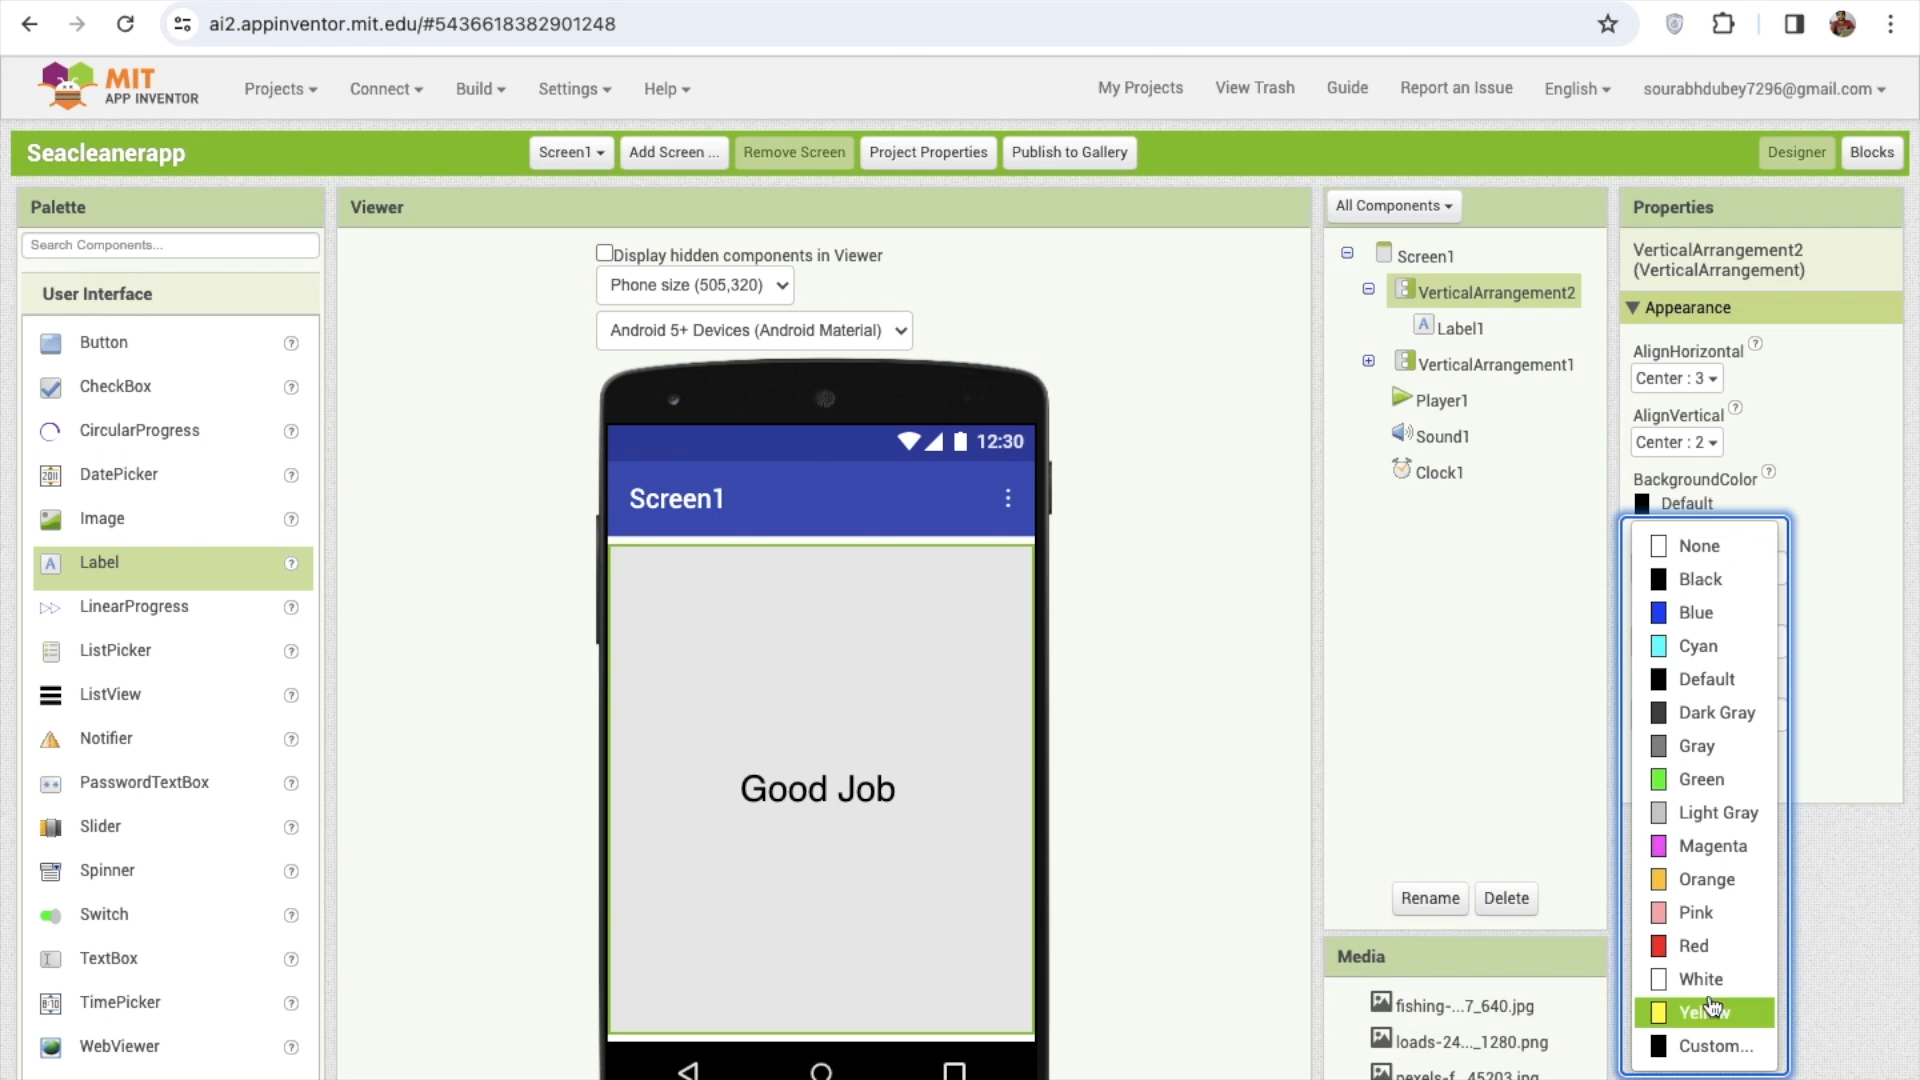 ai2.appinventor.mit.edu/#5436618382901248
MIT
APP INVENTOR
Projects
Connect
Build
Settings
Help
My Projects
View Trash
Guide
Report an Issue
English
sourabhdubey7296@gmail.com
Seacleanerapp
Screen1
Add Screen ...
Remove Screen
Project Properties
Publish to Gallery
Designer
Blocks
Palette
Search Components...
User Interface
Button
CheckBox
CircularProgress
DatePicker
Image
Label
LinearProgress
ListPicker
ListView
Notifier
PasswordTextBox
Slider
Spinner
Switch
TextBox
TimePicker
WebViewer
Viewer
Display hidden components in Viewer
Phone size (505,320)
Android 5+ Devices (Android Material)
12:30
Screen1
Good Job
All Components
Screen1
VerticalArrangement2
Label1
VerticalArrangement1
Player1
Sound1
Clock1
Rename
Delete
Media
fishing-...7_640.jpg
loads-24..._1280.png
pexels-f...45203.jpg
Properties
VerticalArrangement2
(VerticalArrangement)
Appearance
AlignHorizontal
Center : 3
AlignVertical
Center : 2
BackgroundColor
Default
None
Black
Blue
Cyan
Default
Dark Gray
Gray
Green
Light Gray
Magenta
Orange
Pink
Red
White
Yellow
Custom...